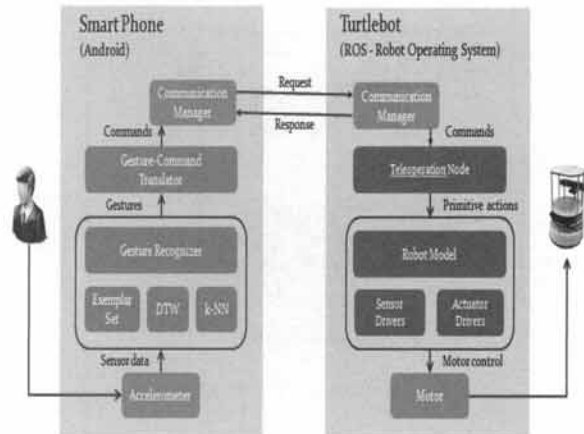 Smart Phone
(Android)
Communication
Manager
Commands
Gesture-Command
Translator
Gestures
Gesture Recognizer
Exemplar
Set
DTW
k-NN
Sensor data
Accelerometer
Request
Response
Turtlebot
(ROS - Robot Operating System)
Communication
Manager
Commands
Teleoperation Node
Primitive actions
Robot Model
Sensor
Drivers
Actuator
Drivers
Motor control
Motor